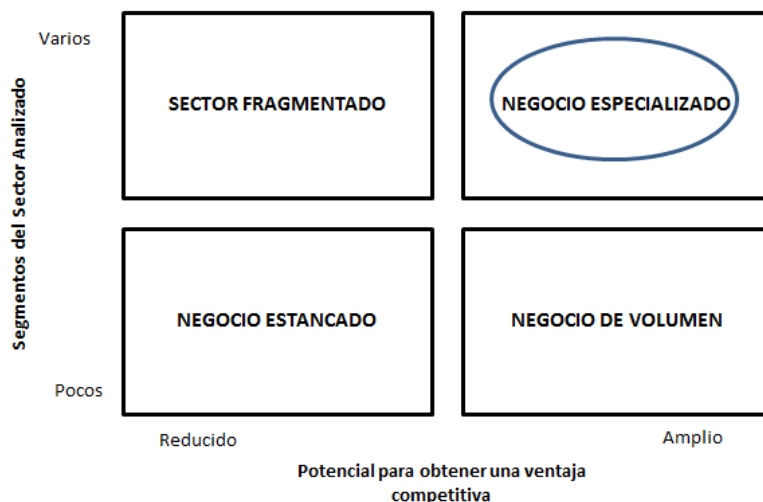 Varios
SECTOR FRAGMENTADO
NEGOCIO ESPECIALIZADO
Segmentos del Sector Analizado
NEGOCIO ESTANCADO
NEGOCIO DE VOLUMEN
Pocos
Reducido
Amplio
Potencial para obtener una ventaja
competitiva